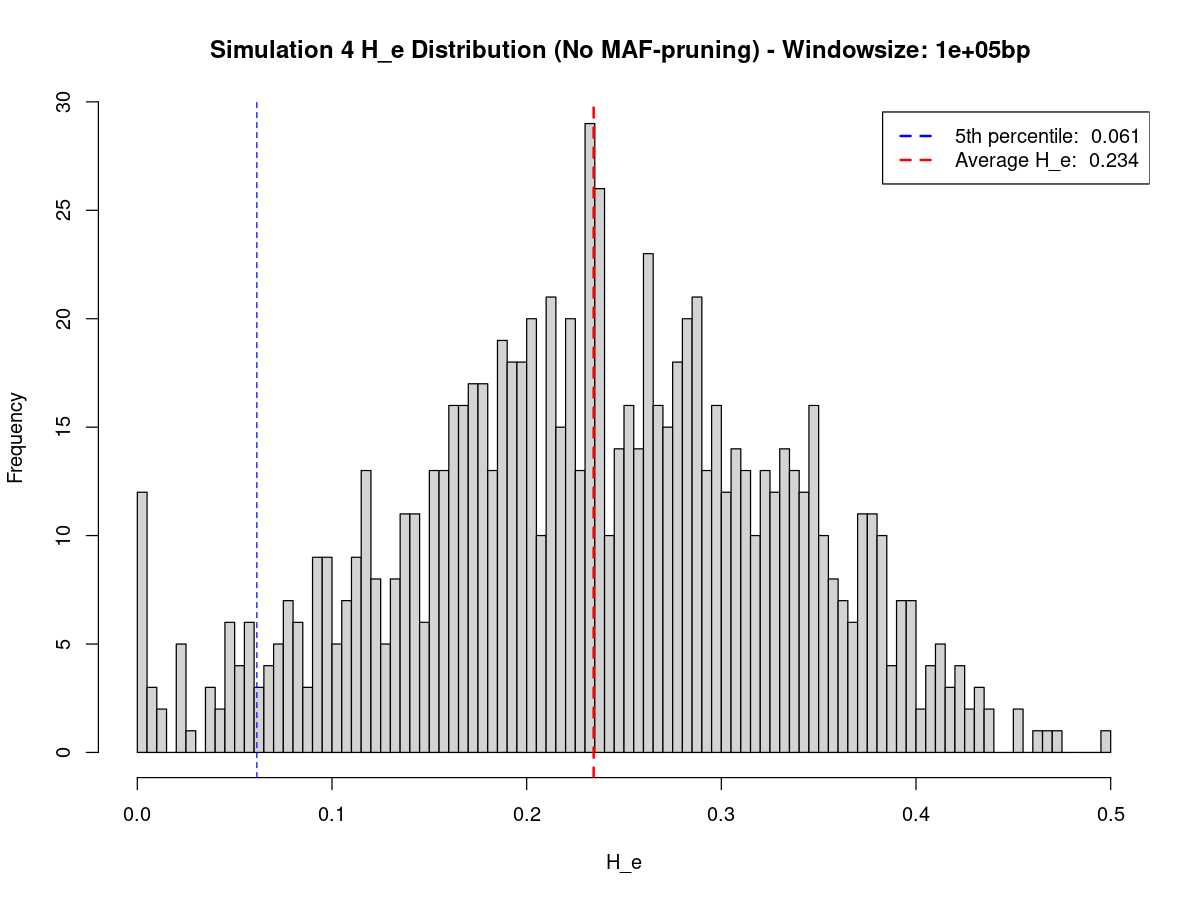 Simulation 4 H_e Distribution (No MAF-pruning) - Windowsize: 1e+05bp
5th percentile: 0.061
Average H_e: 0.234
Frequency
30
25
20
15
10
5
0
0.0 0.1 0.2 0.3 0.4 0.5
H_e